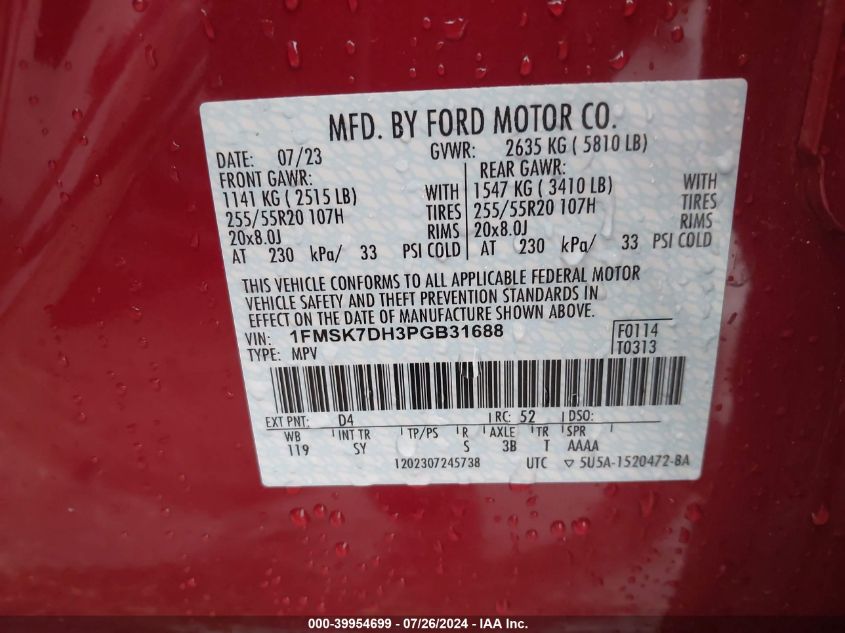 MFD. BY FORD MOTOR CO.
DATE: 07/23 GVWR: 2635 KG ( 5810 LB)
FRONT GAWR: REAR GAWR:
1141 KG ( 2515 LB) WITH 1547 KG ( 3410 LB) WITH
255/55R20 107H TIRES 255/55R20 107H TIRES
20x8.0J RIMS 20x8.0J RIMS
AT 230 kPa/ 33 PSI COLD AT 230 kPa/ 33 PSI COLD
THIS VEHICLE CONFORMS TO ALL APPLICABLE FEDERAL MOTOR
VEHICLE SAFETY AND THEFT PREVENTION STANDARDS IN
EFFECT ON THE DATE OF MANUFACTURE SHOWN ABOVE.
VIN: 1FMSK7DH3PGB31688 F0114
TYPE: MPV T0313
EXT PNT: D4 RC: 52 DSO:
WB INT TR TP/PS R AXLE TR SPR
119 SY S 3B T AAAA
1202307245738 UTC ▽ 5U5A-1520472-BA
000-39954699 - 07/26/2024 - IAAI Inc.